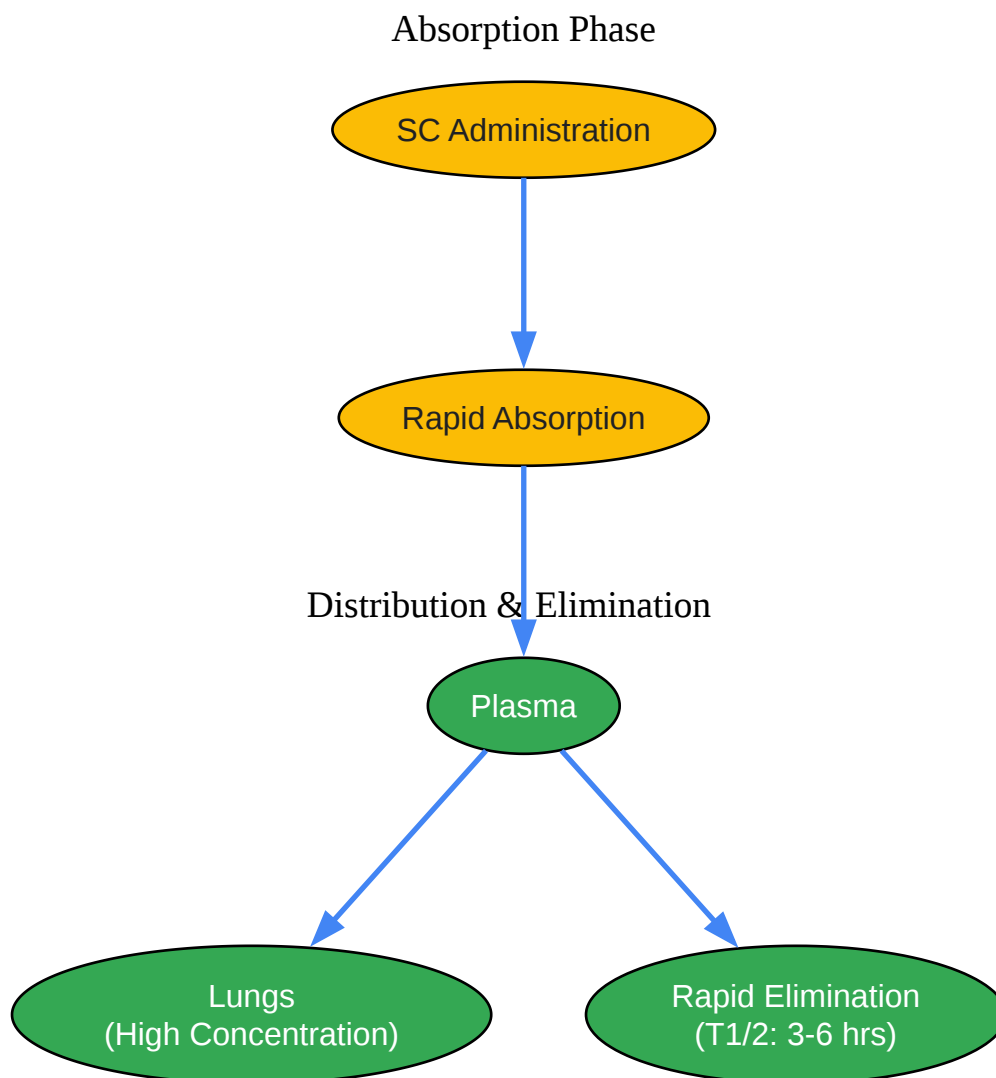 Absorption Phase
SC Administration
Rapid Absorption
Distribution & Elimination
Plasma
Lungs
(High Concentration)
Rapid Elimination
(T1/2: 3-6 hrs)